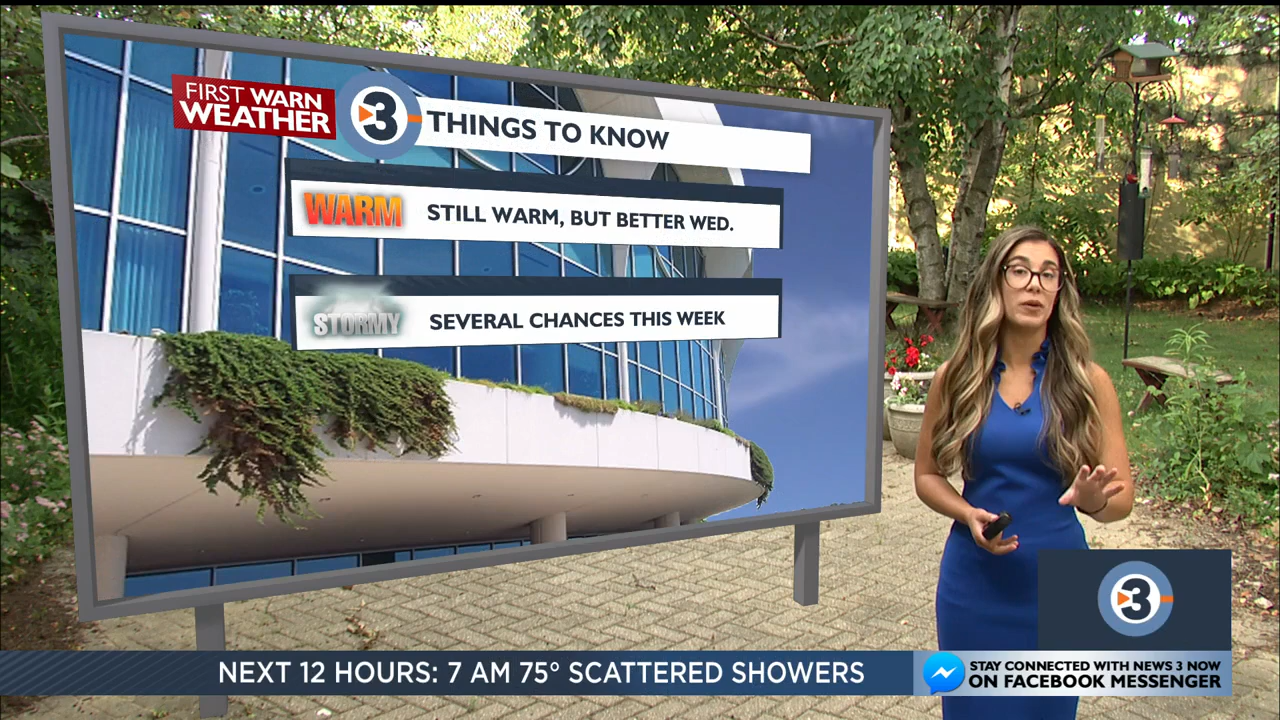 FIRST WARN
WEATHER
3
THINGS TO KNOW
WARM
STILL WARM, BUT BETTER WED.
STORMY
SEVERAL CHANCES THIS WEEK
3
NEXT 12 HOURS: 7 AM 75° SCATTERED SHOWERS
STAY CONNECTED WITH NEWS 3 NOW
ON FACEBOOK MESSENGER